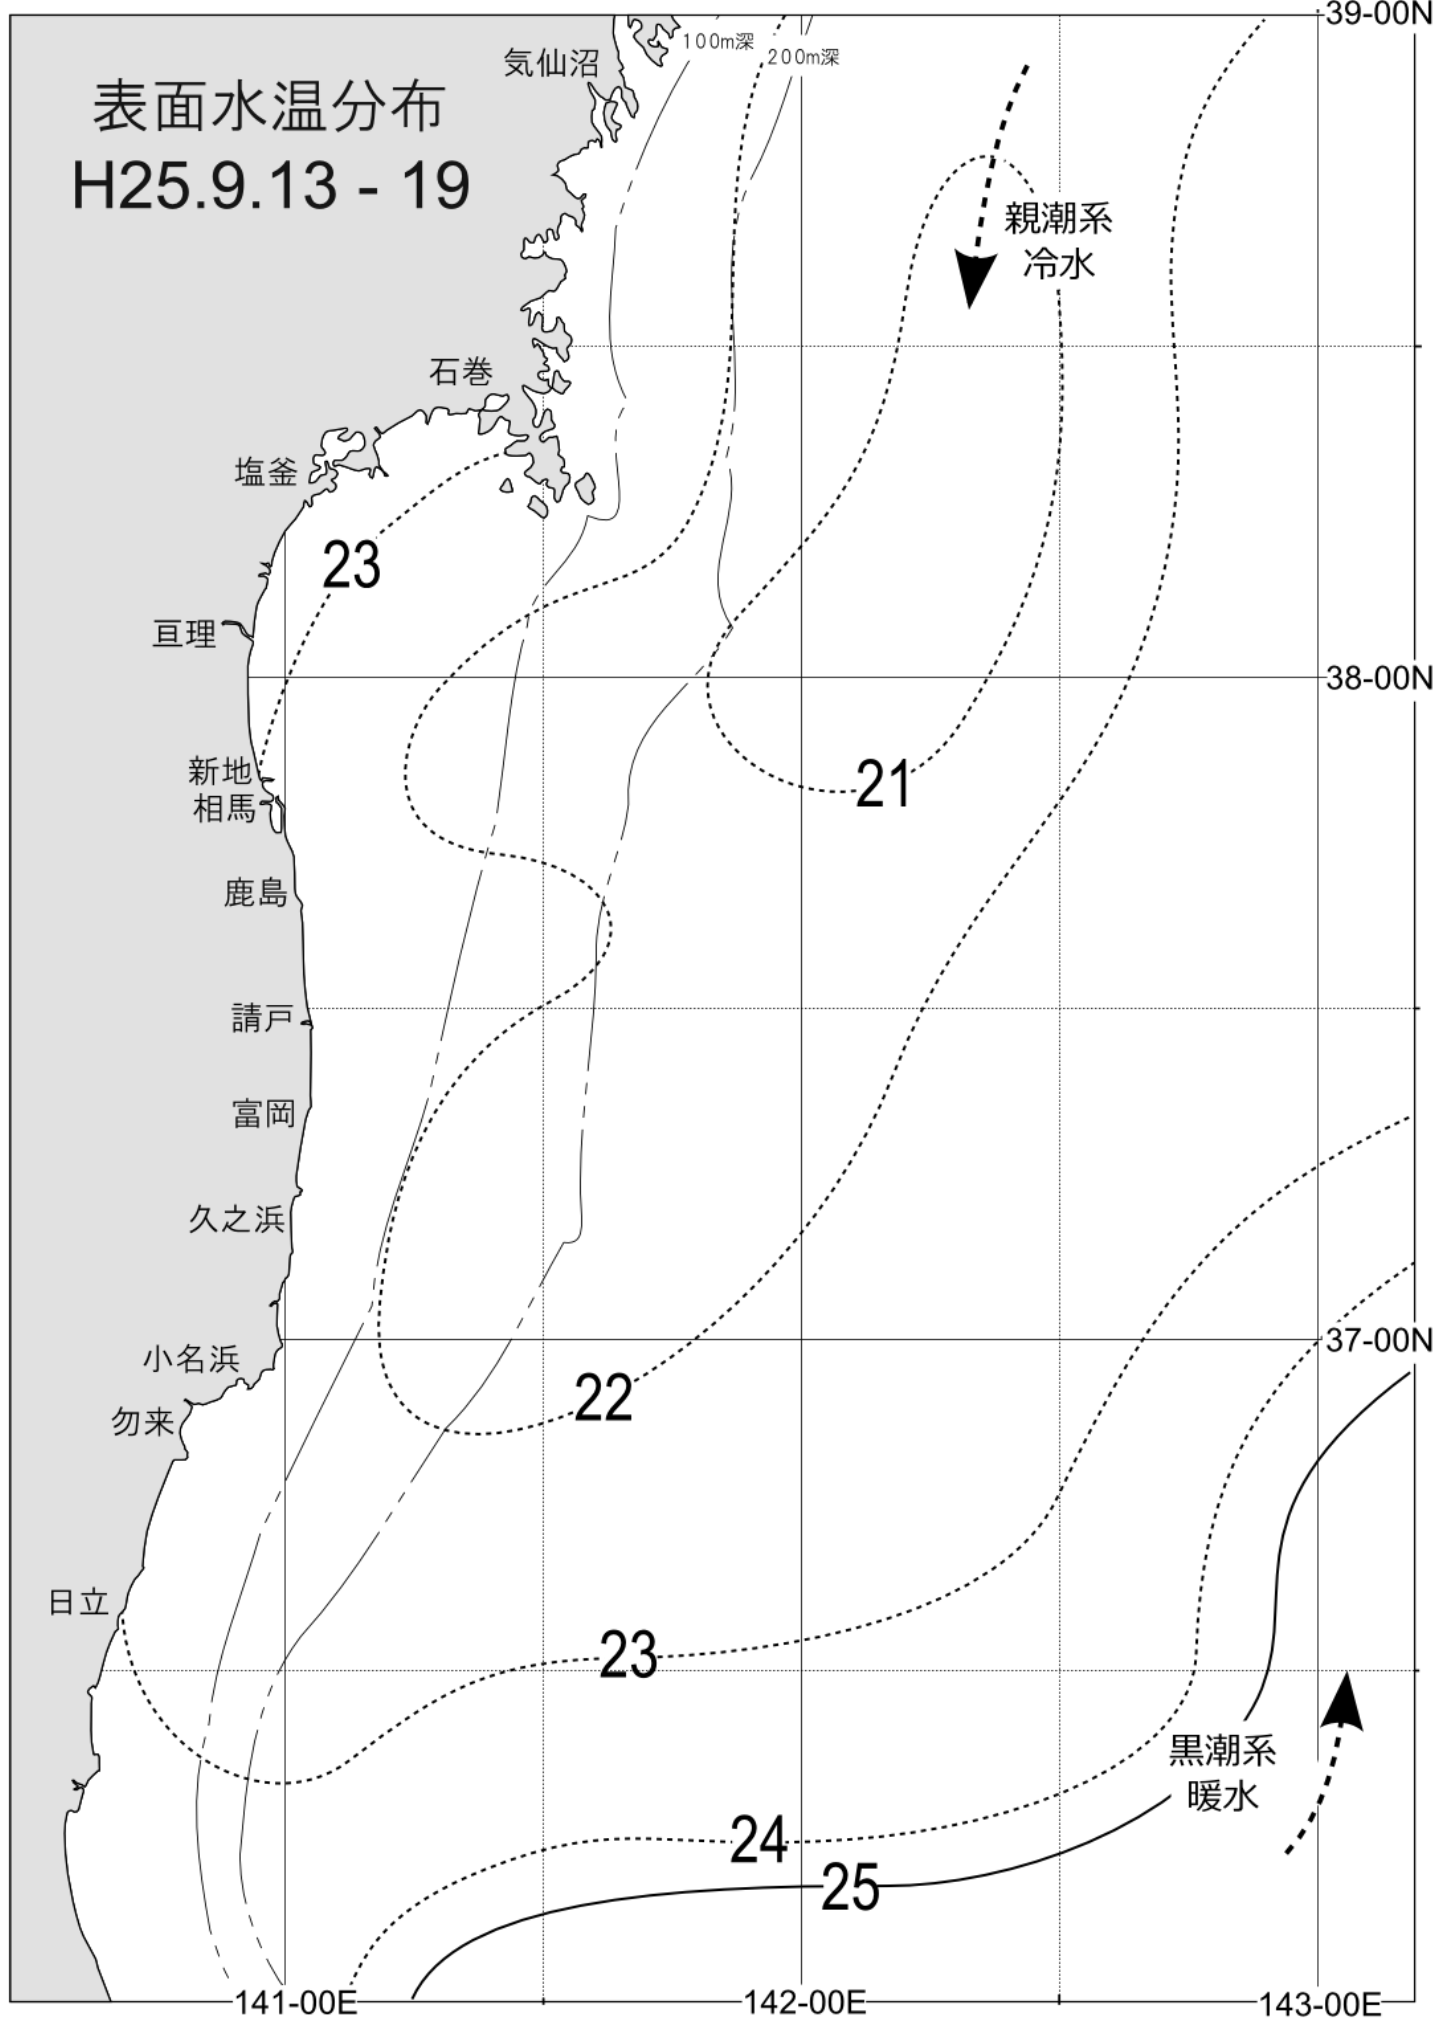 39-00N
100m深
200m深
気仙沼
表面水温分布
H25.9.13 - 19
親潮系
冷水
石巻
塩釜
23
亘理
38-00N
新地
21
相馬
鹿島
請戸
富岡
久之浜
37-00N
小名浜
22
勿来
日立
23
黒潮系
暖水
24
25
141-00E
142-00E
143-00E